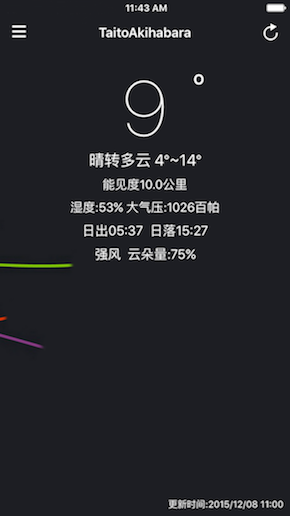 11:43 AM
TaitoAkihabara
9°
晴转多云 4°~14°
能见度10.0公里
湿度:53% 大气压:1026百帕
日出05:37 日落15:27
强风 云朵量:75%
更新时间:2015/12/08 11:00